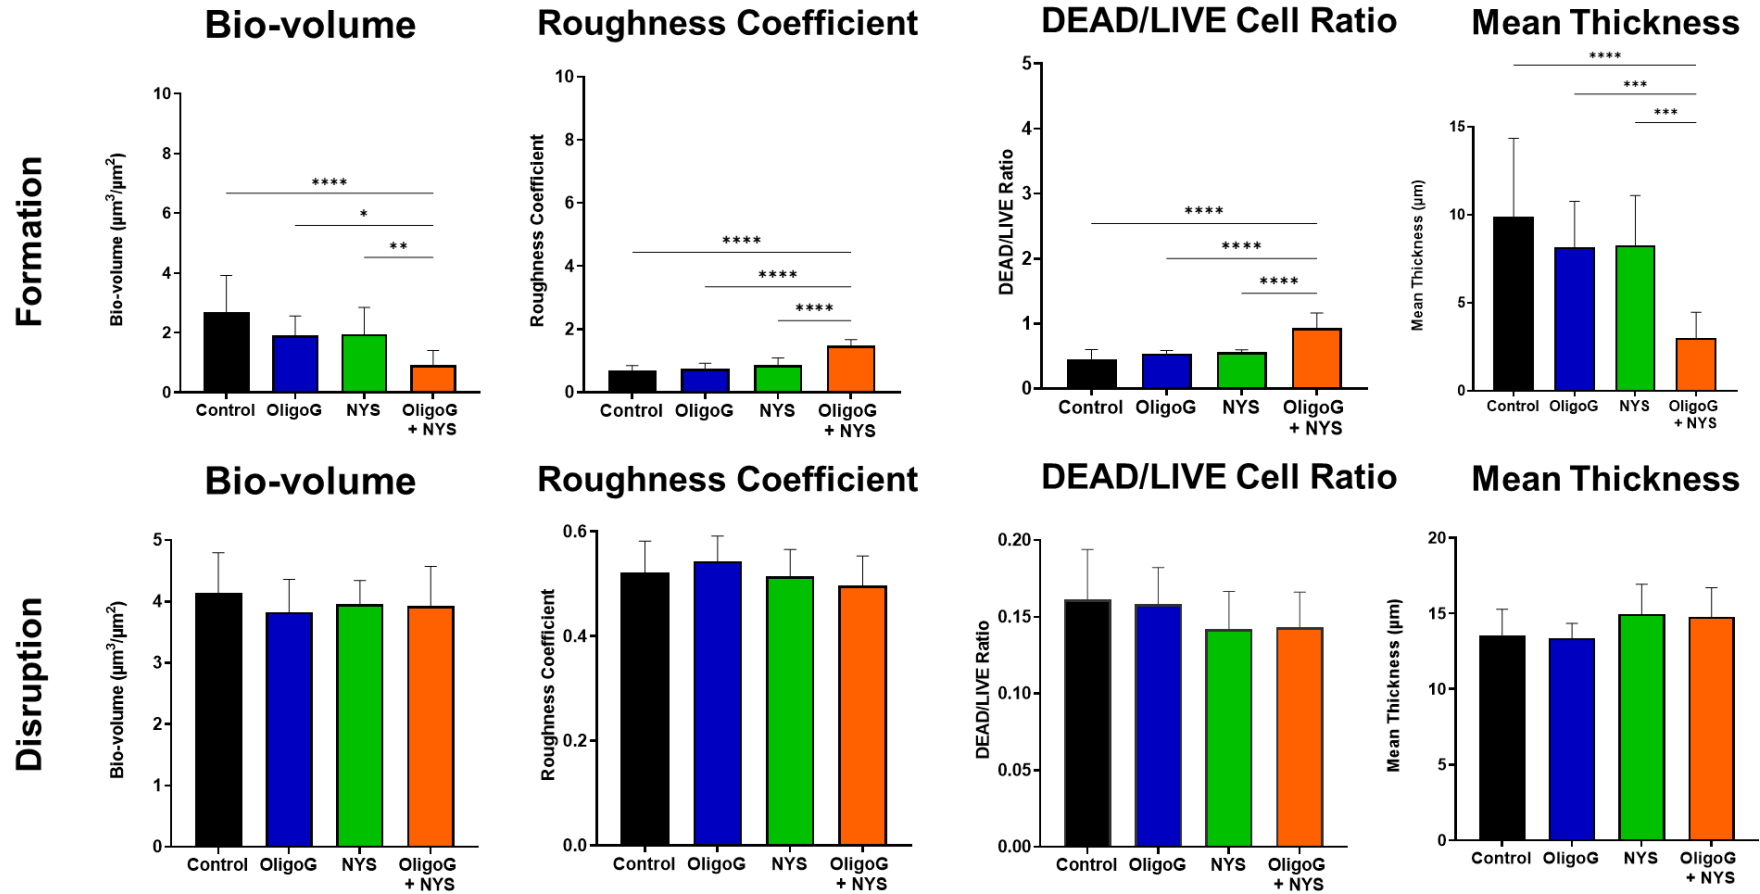 Bio-volume
Roughness Coefficient
DEAD/LIVE Cell Ratio
Mean Thickness
Formation
Bio-volume (µm³/µm²)
10
8
6
4
2
0
****
*
**
Control
OligoG
NYS
OligoG
+ NYS
Roughness Coefficient
10
8
6
4
2
0
****
****
****
Control
OligoG
NYS
OligoG
+ NYS
DEAD/LIVE Ratio
5
4
3
2
1
0
****
****
****
Control
OligoG
NYS
OligoG
+ NYS
Mean Thickness (µm)
15
10
5
0
****
***
***
Control
OligoG
NYS
OligoG
+ NYS
Bio-volume
Roughness Coefficient
DEAD/LIVE Cell Ratio
Mean Thickness
Disruption
Bio-volume (µm³/µm²)
5
4
3
2
1
0
Control
OligoG
NYS
OligoG
+ NYS
Roughness Coefficient
0.6
0.4
0.2
0.0
Control
OligoG
NYS
OligoG
+ NYS
DEAD/LIVE Ratio
0.20
0.15
0.10
0.05
0.00
Control
OligoG
NYS
OligoG
+ NYS
Mean Thickness (µm)
20
15
10
5
0
Control
OligoG
NYS
OligoG
+ NYS